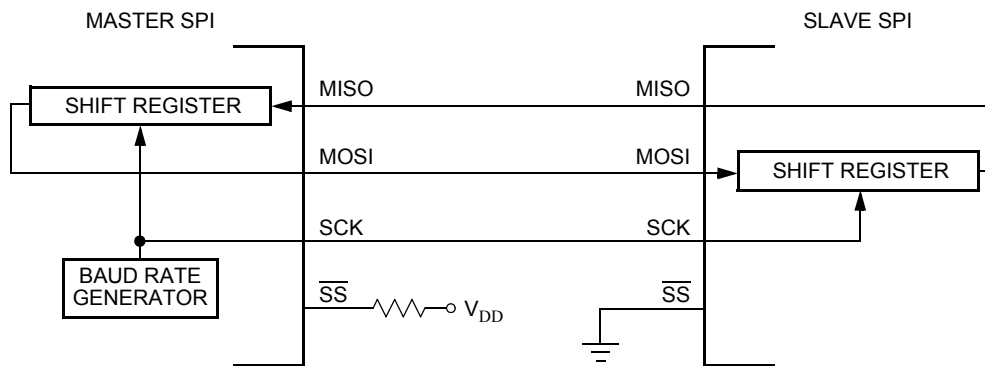 MASTER SPI
SLAVE SPI
SHIFT REGISTER
MISO
MISO
MOSI
MOSI
SHIFT REGISTER
SCK
SCK
BAUD RATE
GENERATOR
SS
V_DD
SS